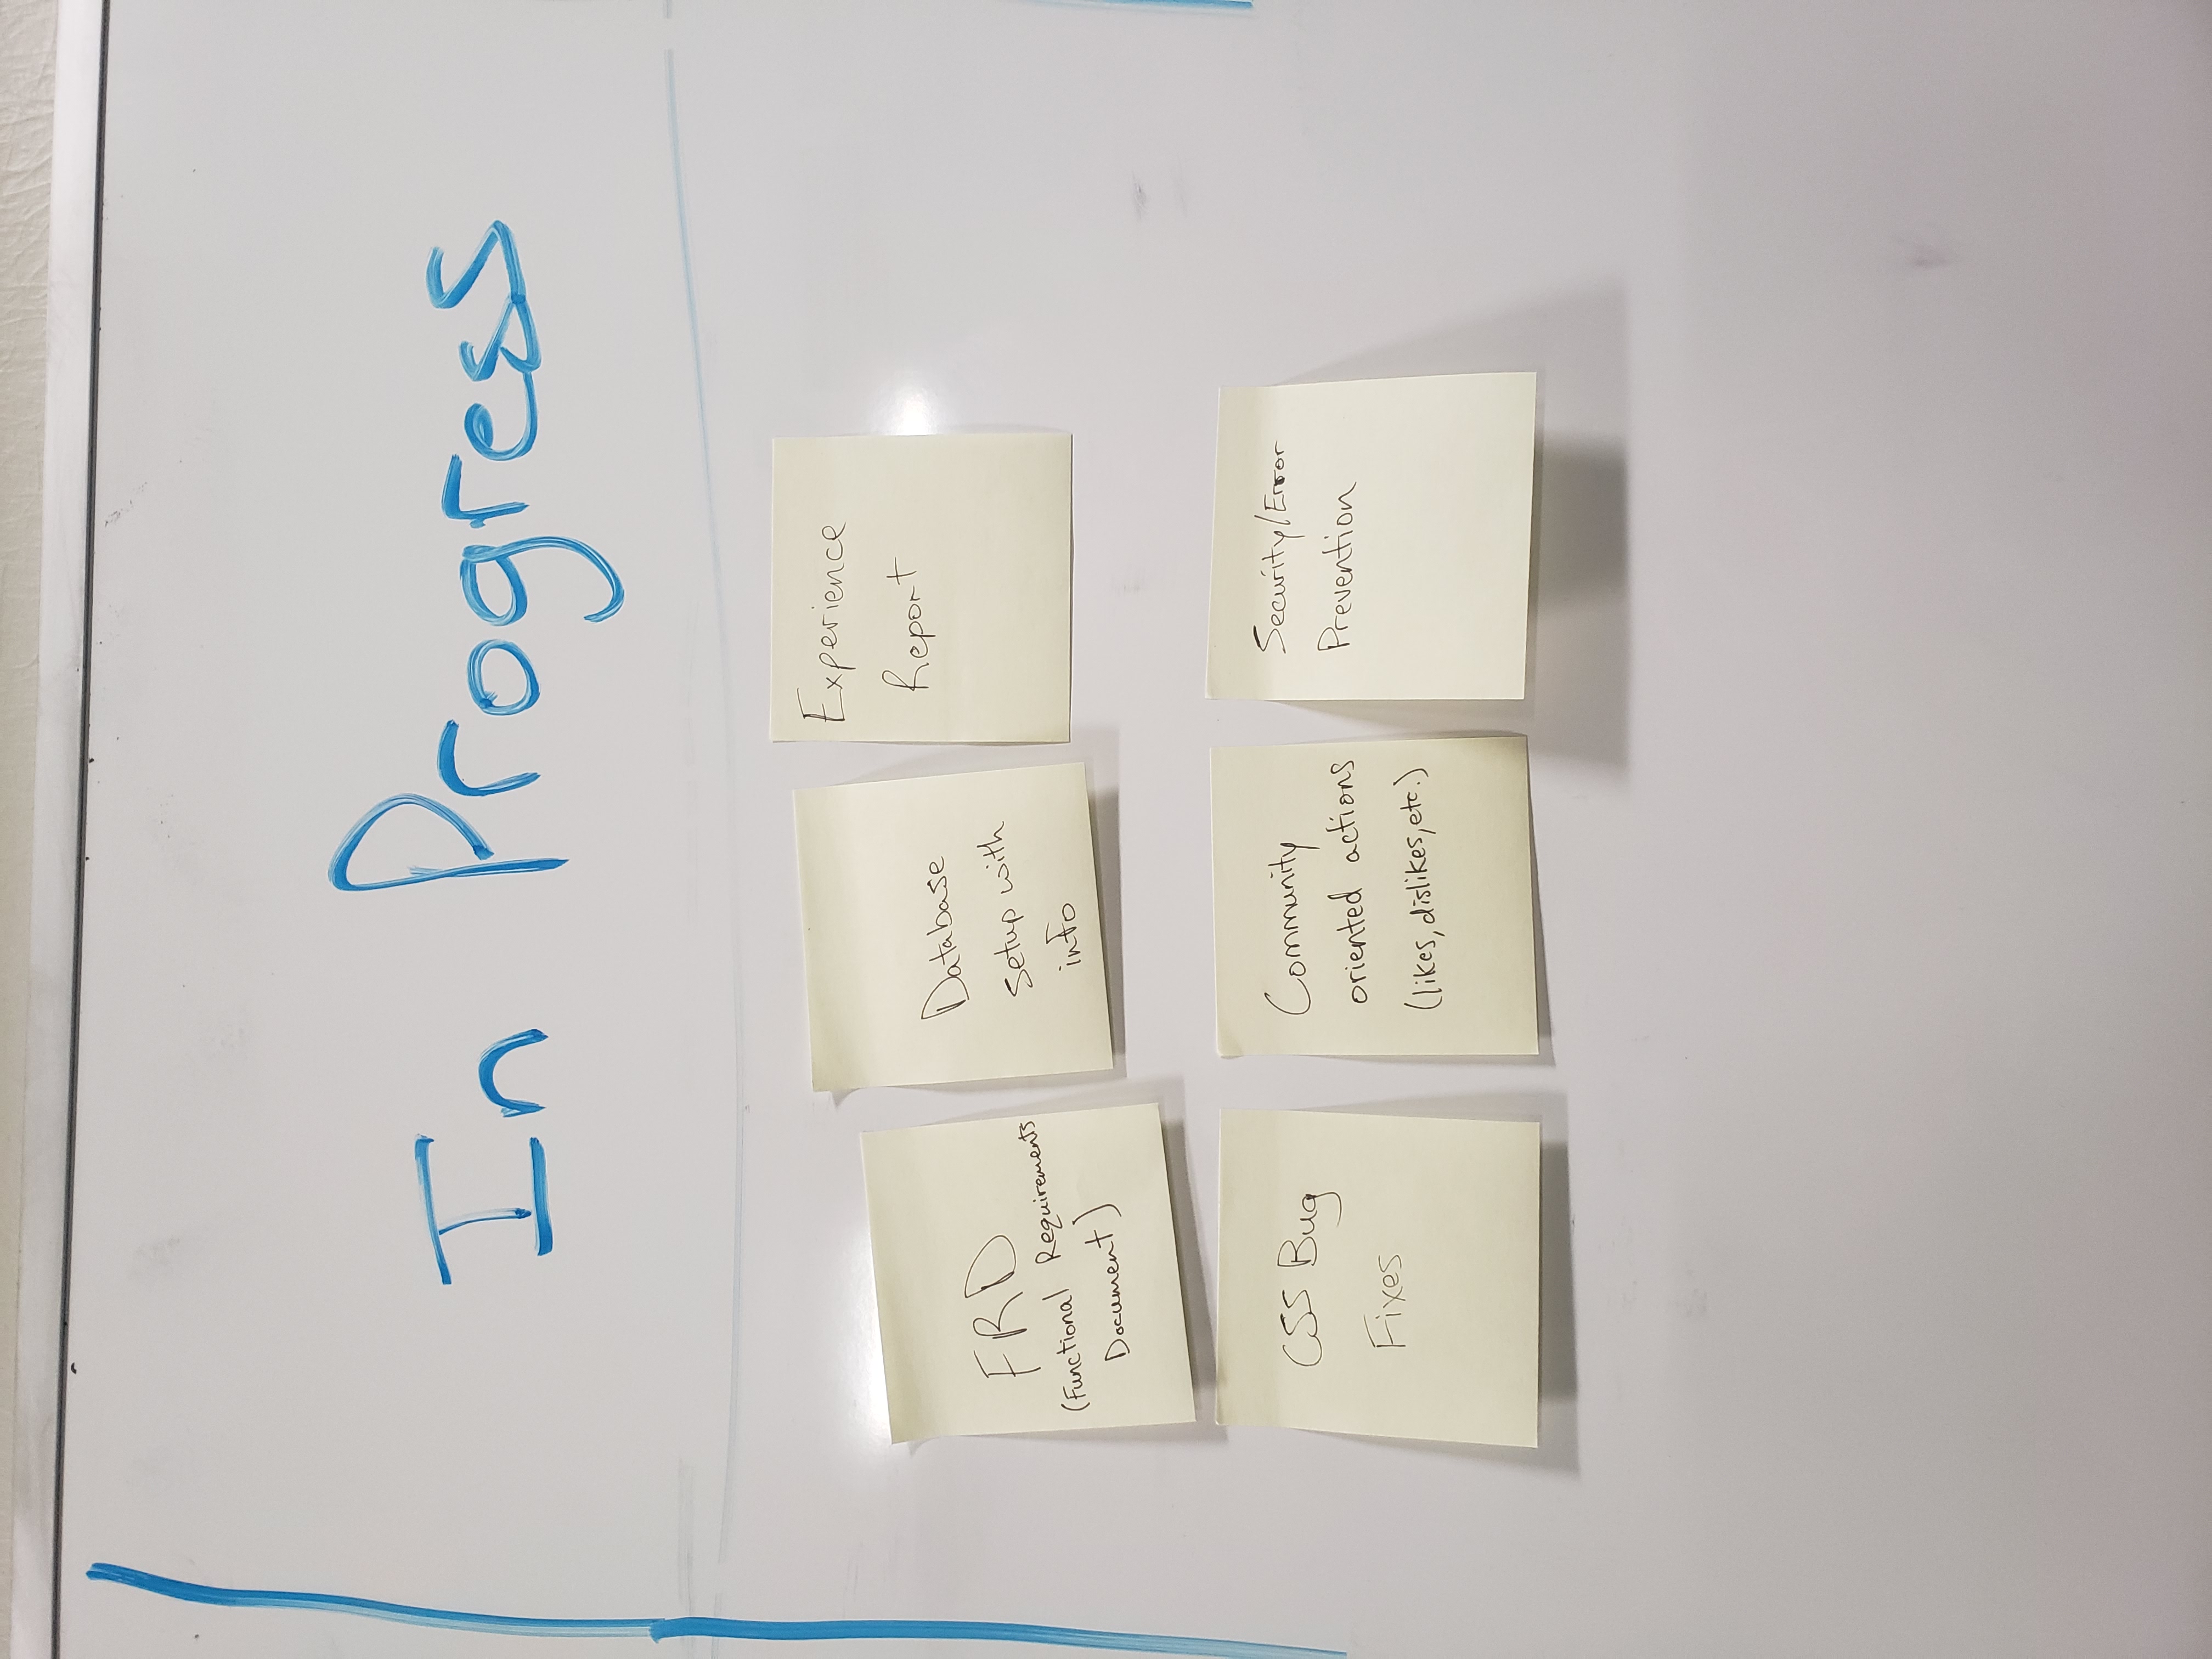 In Progress
FRD
(Functional Requirements
Document)
Database
setup with
info
Experience
Report
CSS Bug
Fixes
Community
oriented actions
(likes, dislikes, etc.)
Security/Error
Prevention